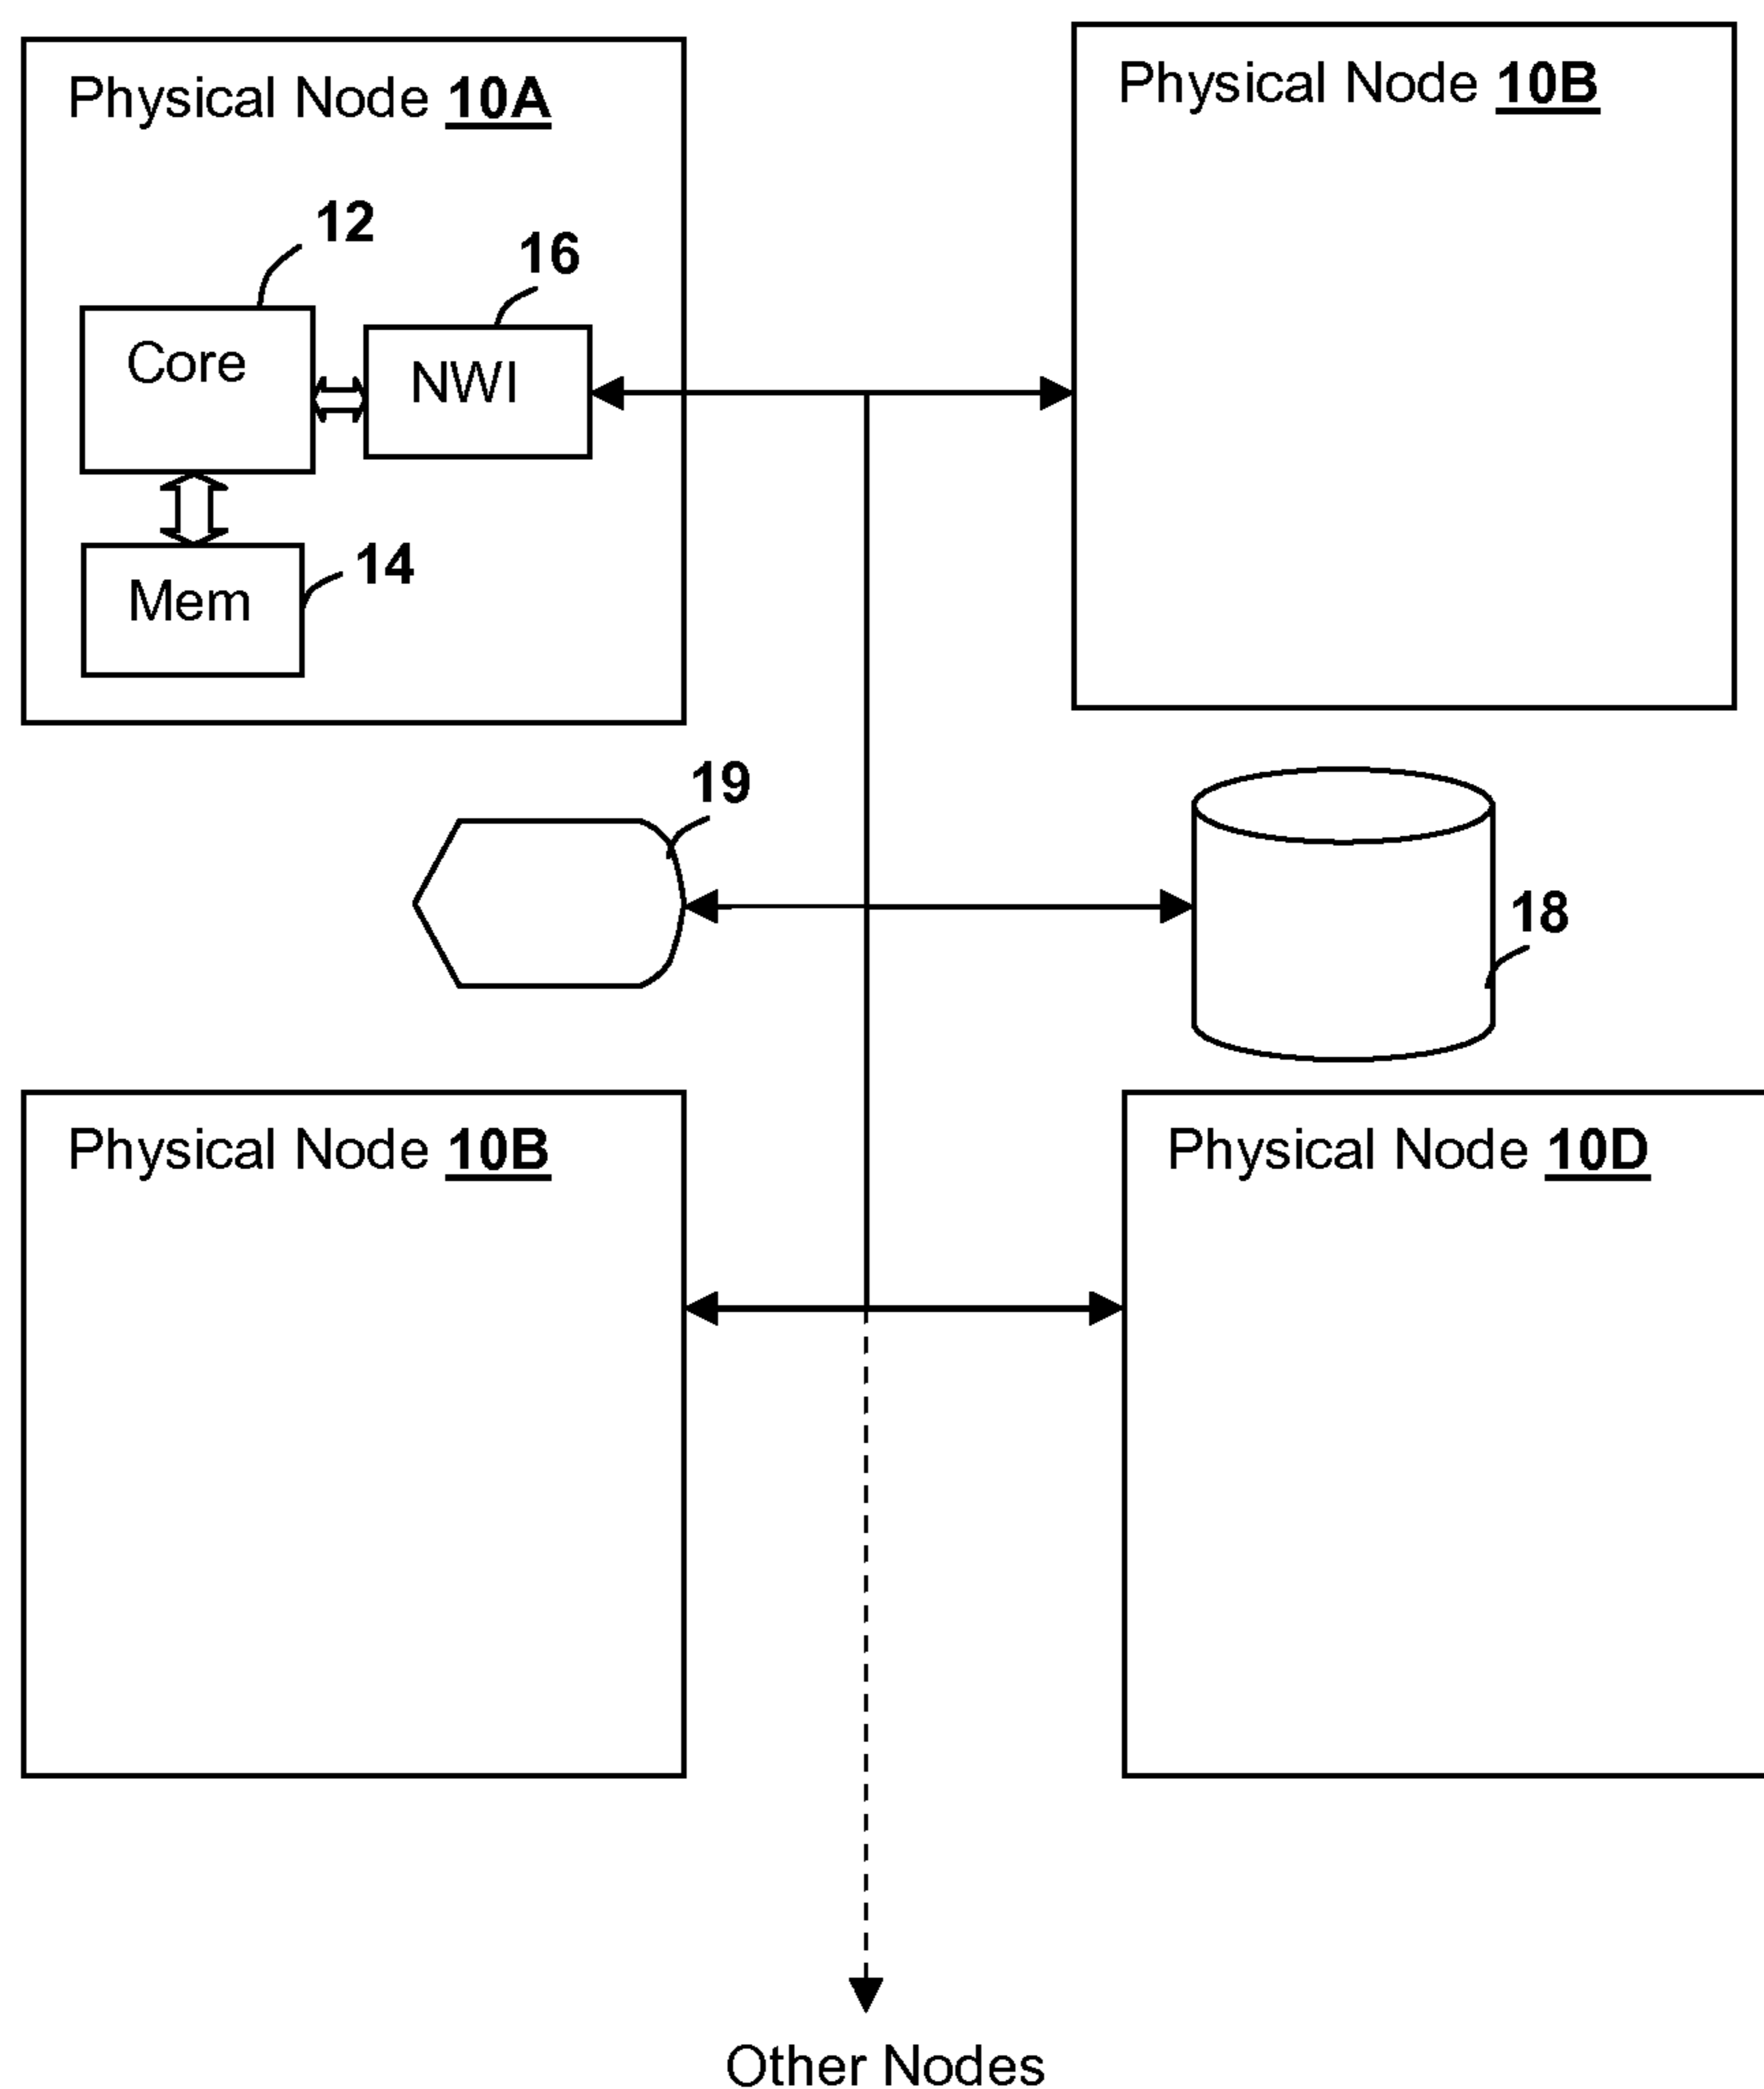 Physical Node 10A
Physical Node 10B
12
16
Core
NWI
14
Mem
19
18
Physical Node 10B
Physical Node 10D
Other Nodes